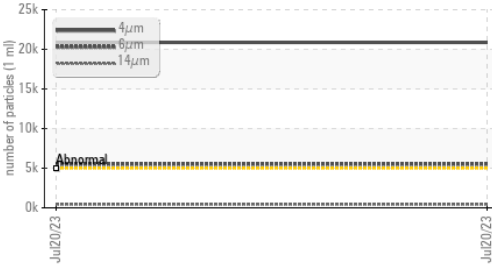 number of particles (1 ml)
25k
20k
15k
10k
5k
0k
4µm
6µm
14µm
Abnormal
Jul20/23
Jul20/23